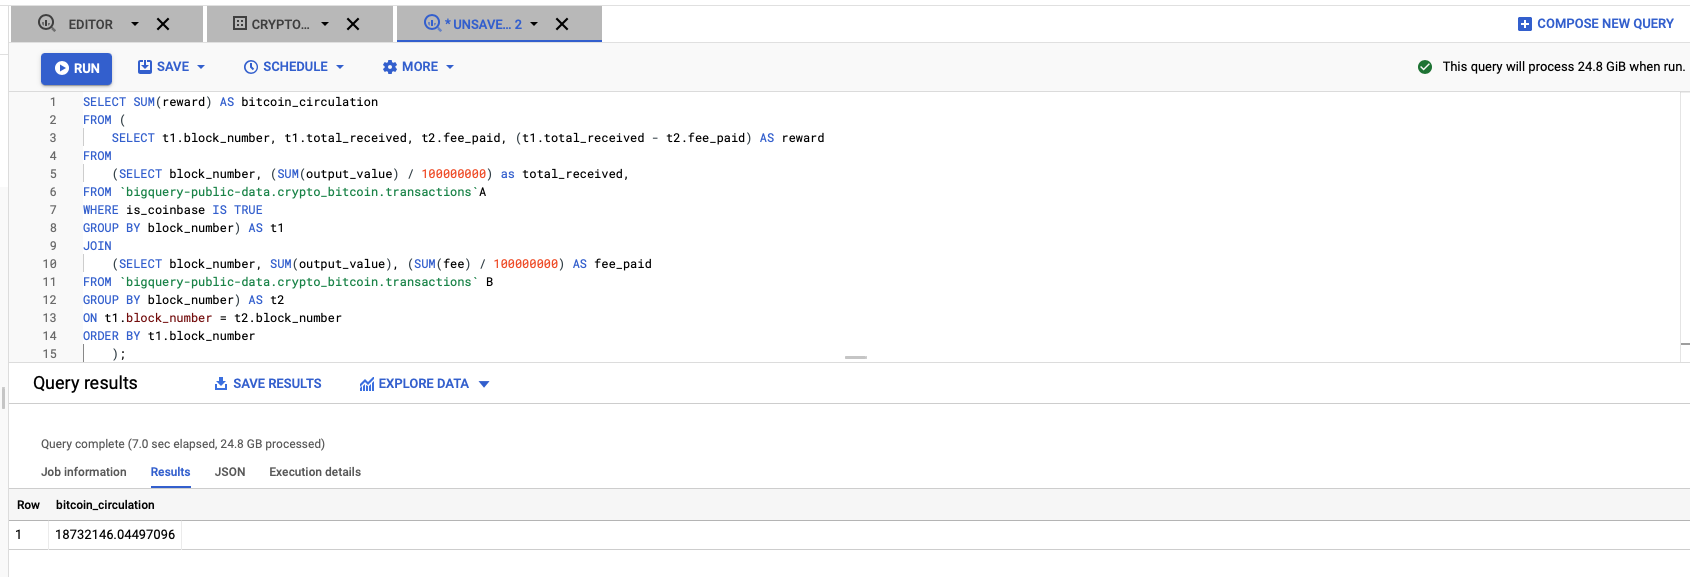 EDITOR CRYPTO... * UNSAVE... 2 COMPOSE NEW QUERY
RUN SAVE SCHEDULE MORE This query will process 24.8 GiB when run.
1 SELECT SUM(reward) AS bitcoin_circulation
2 FROM (
3 SELECT t1.block_number, t1.total_received, t2.fee_paid, (t1.total_received - t2.fee_paid) AS reward
4 FROM
5 (SELECT block_number, (SUM(output_value) / 100000000) as total_received,
6 FROM `bigquery-public-data.crypto_bitcoin.transactions`A
7 WHERE is_coinbase IS TRUE
8 GROUP BY block_number) AS t1
9 JOIN
10 (SELECT block_number, SUM(output_value), (SUM(fee) / 100000000) AS fee_paid
11 FROM `bigquery-public-data.crypto_bitcoin.transactions` B
12 GROUP BY block_number) AS t2
13 ON t1.block_number = t2.block_number
14 ORDER BY t1.block_number
15 );
Query results SAVE RESULTS EXPLORE DATA
Query complete (7.0 sec elapsed, 24.8 GB processed)
Job information Results JSON Execution details
Row bitcoin_circulation
1 18732146.04497096